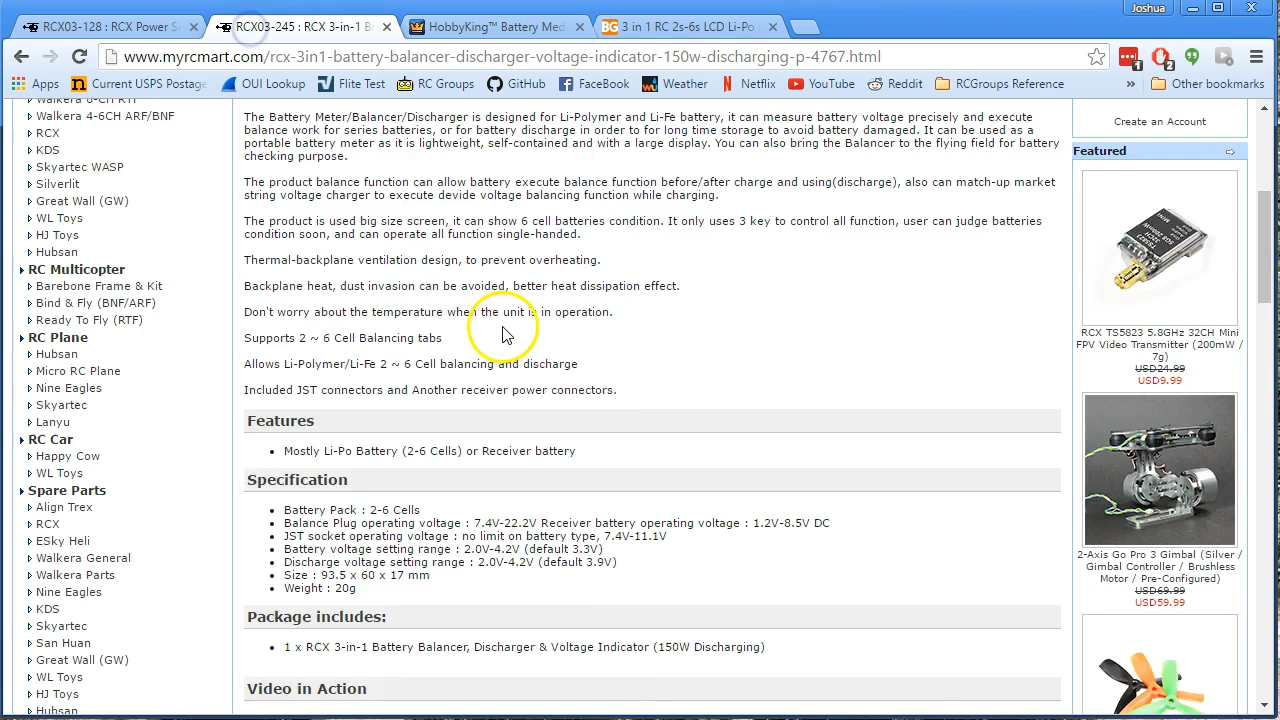 Joshua
RCX03-128 : RCX Power S
RCX03-245 : RCX 3-in-1 B
HobbyKing™ Battery Med
3 in 1 RC 2s-6s LCD Li-Po
www.myrcmart.com/rcx-3in1-battery-balancer-discharger-voltage-indicator-150w-discharging-p-4767.html
1
2
Apps
Current USPS Postage
OUI Lookup
Flite Test
RC Groups
GitHub
FaceBook
Weather
Netflix
YouTube
Reddit
RCGroups Reference
»
Other bookmarks
Walkera 6-CH RTF
Walkera 4-6CH ARF/BNF
RCX
KDS
Skyartec WASP
Silverlit
Great Wall (GW)
WL Toys
HJ Toys
Hubsan
RC Multicopter
Barebone Frame & Kit
Bind & Fly (BNF/ARF)
Ready To Fly (RTF)
RC Plane
Hubsan
Micro RC Plane
Nine Eagles
Skyartec
Lanyu
RC Car
Happy Cow
WL Toys
Spare Parts
Align Trex
RCX
ESky Heli
Walkera General
Walkera Parts
Nine Eagles
KDS
Skyartec
San Huan
Great Wall (GW)
WL Toys
HJ Toys
Hubsan
The Battery Meter/Balancer/Discharger is designed for Li-Polymer and Li-Fe battery, it can measure battery voltage precisely and execute
balance work for series batteries, or for battery discharge in order to for long time storage to avoid battery damaged. It can be used as a
portable battery meter as it is lightweight, self-contained and with a large display. You can also bring the Balancer to the flying field for battery
checking purpose.
The product balance function can allow battery execute balance function before/after charge and using(discharge), also can match-up market
string voltage charger to execute devide voltage balancing function while charging.
The product is used big size screen, it can show 6 cell batteries condition. It only uses 3 key to control all function, user can judge batteries
condition soon, and can operate all function single-handed.
Thermal-backplane ventilation design, to prevent overheating.
Backplane heat, dust invasion can be avoided, better heat dissipation effect.
Don't worry about the temperature when the unit is in operation.
Supports 2 ~ 6 Cell Balancing tabs
Allows Li-Polymer/Li-Fe 2 ~ 6 Cell balancing and discharge
Included JST connectors and Another receiver power connectors.
Features
• Mostly Li-Po Battery (2-6 Cells) or Receiver battery
Specification
• Battery Pack : 2-6 Cells
• Balance Plug operating voltage : 7.4V-22.2V Receiver battery operating voltage : 1.2V-8.5V DC
• JST socket operating voltage : no limit on battery type, 7.4V-11.1V
• Battery voltage setting range : 2.0V-4.2V (default 3.3V)
• Discharge voltage setting range : 2.0V-4.2V (default 3.9V)
• Size : 93.5 x 60 x 17 mm
• Weight : 20g
Package includes:
• 1 x RCX 3-in-1 Battery Balancer, Discharger & Voltage Indicator (150W Discharging)
Video in Action
Create an Account
Featured
MINI
TS5823
5G8 200mW
32CH
RCX TS5823 5.8GHz 32CH Mini
FPV Video Transmitter (200mW /
7g)
USD24.99
USD9.99
2-Axis Go Pro 3 Gimbal (Silver /
Gimbal Controller / Brushless
Motor / Pre-Configured)
USD69.99
USD59.99